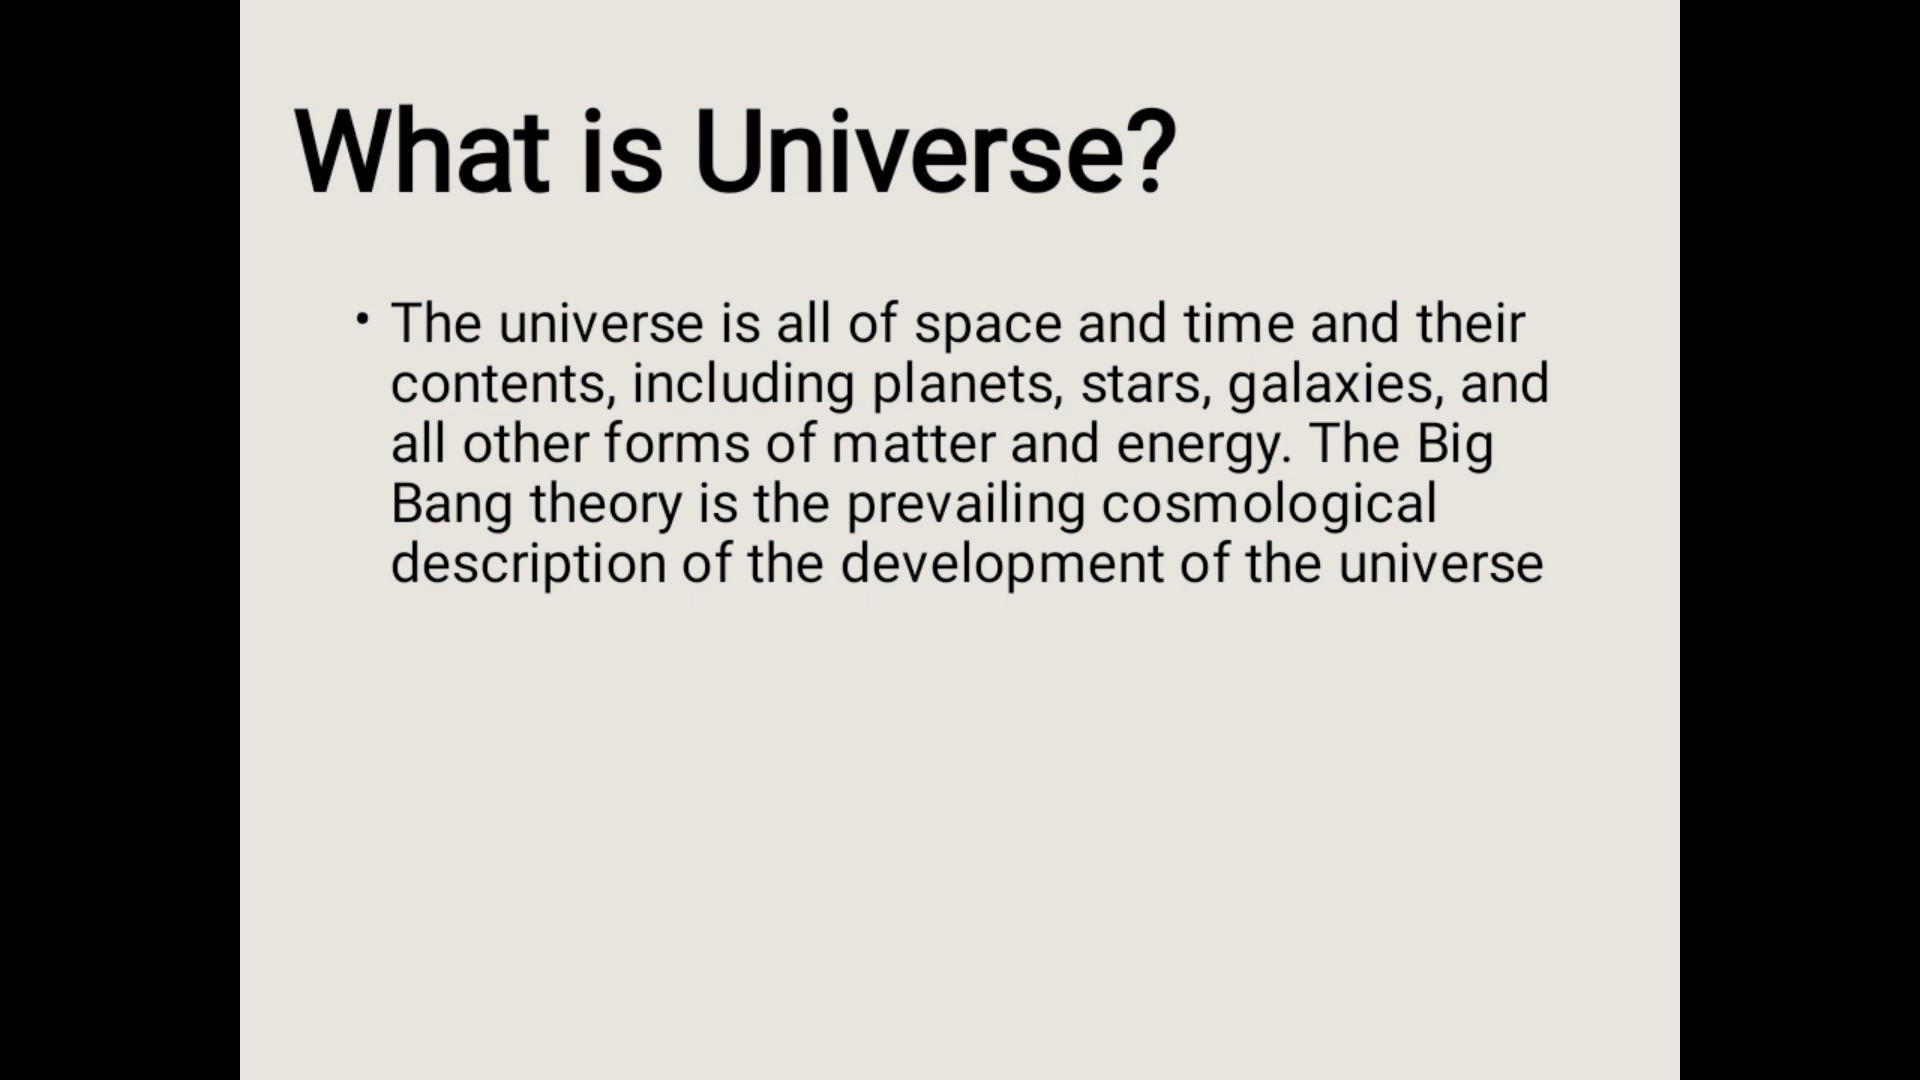 What is Universe?
• The universe is all of space and time and their
contents, including planets, stars, galaxies, and
all other forms of matter and energy. The Big
Bang theory is the prevailing cosmological
description of the development of the universe